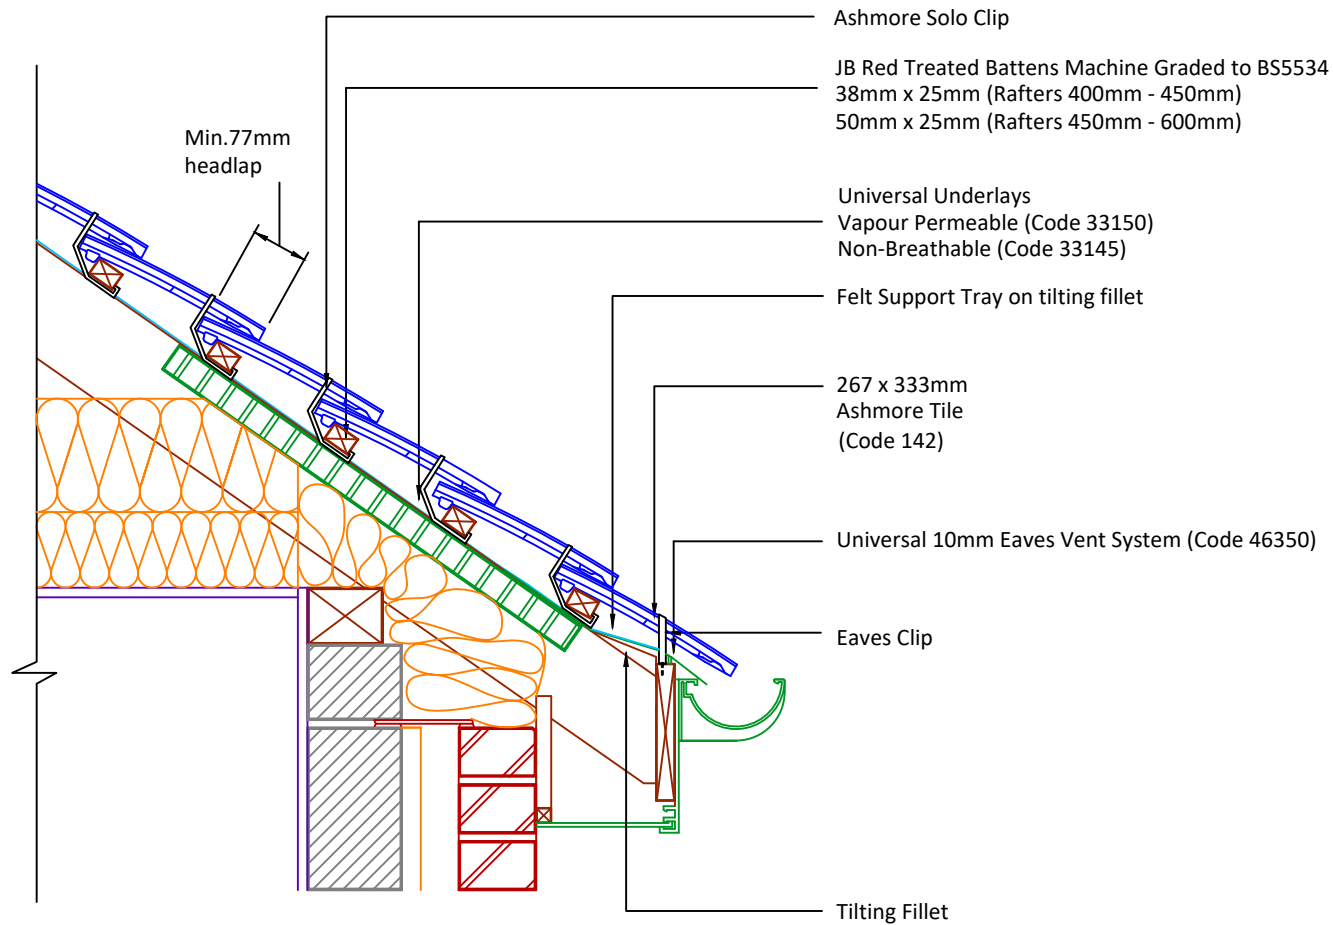 Ashmore Solo Clip
JB Red Treated Battens Machine Graded to BS5534
38mm x 25mm (Rafters 400mm - 450mm)
50mm x 25mm (Rafters 450mm - 600mm)
Min.77mm
headlap
Universal Underlays
Vapour Permeable (Code 33150)
Non-Breathable (Code 33145)
Felt Support Tray on tilting fillet
267 x 333mm
Ashmore Tile
(Code 142)
Universal 10mm Eaves Vent System (Code 46350)
Eaves Clip
Tilting Fillet